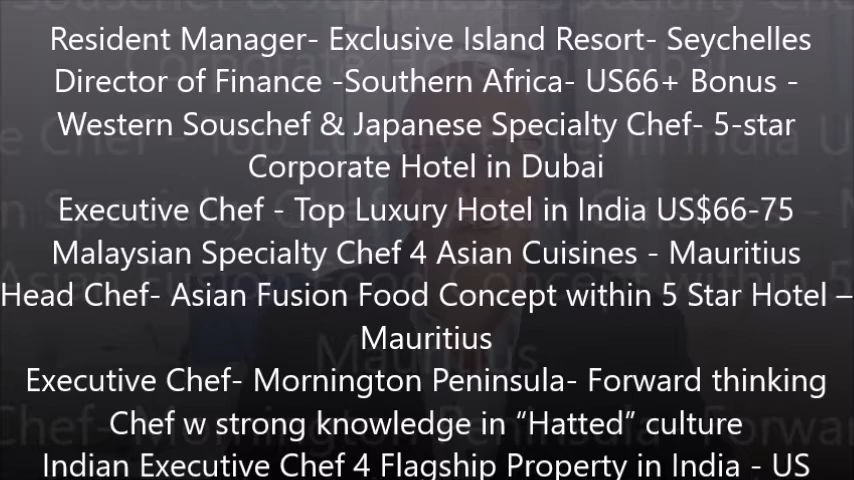 Resident Manager- Exclusive Island Resort- Seychelles
Director of Finance -Southern Africa- US66+ Bonus -
Western Souschef & Japanese Specialty Chef- 5-star
Corporate Hotel in Dubai
Executive Chef - Top Luxury Hotel in India US$66-75
Malaysian Specialty Chef 4 Asian Cuisines - Mauritius
Head Chef- Asian Fusion Food Concept within 5 Star Hotel –
Mauritius
Executive Chef- Mornington Peninsula- Forward thinking
Chef w strong knowledge in “Hatted” culture
Indian Executive Chef 4 Flagship Property in India - US